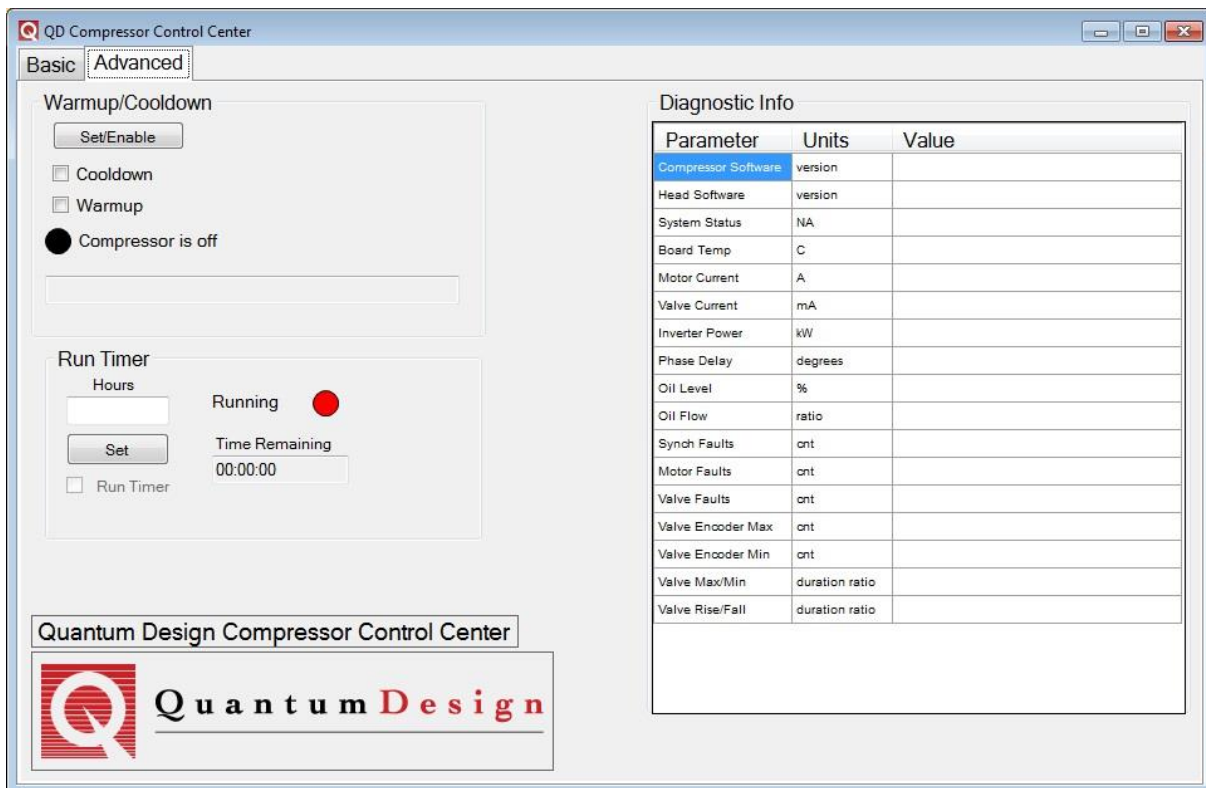 QD Compressor Control Center
Basic Advanced
Warmup/Cooldown
Set/Enable
Cooldown
Warmup
Compressor is off
Run Timer
Hours
Running
Set
Time Remaining
00:00:00
Run Timer
Quantum Design Compressor Control Center
Quantum Design
Diagnostic Info
Parameter Units Value
Compressor Software version
Head Software version
System Status NA
Board Temp C
Motor Current A
Valve Current mA
Inverter Power kW
Phase Delay degrees
Oil Level %
Oil Flow ratio
Synch Faults cnt
Motor Faults cnt
Valve Faults cnt
Valve Encoder Max cnt
Valve Encoder Min cnt
Valve Max/Min duration ratio
Valve Rise/Fall duration ratio